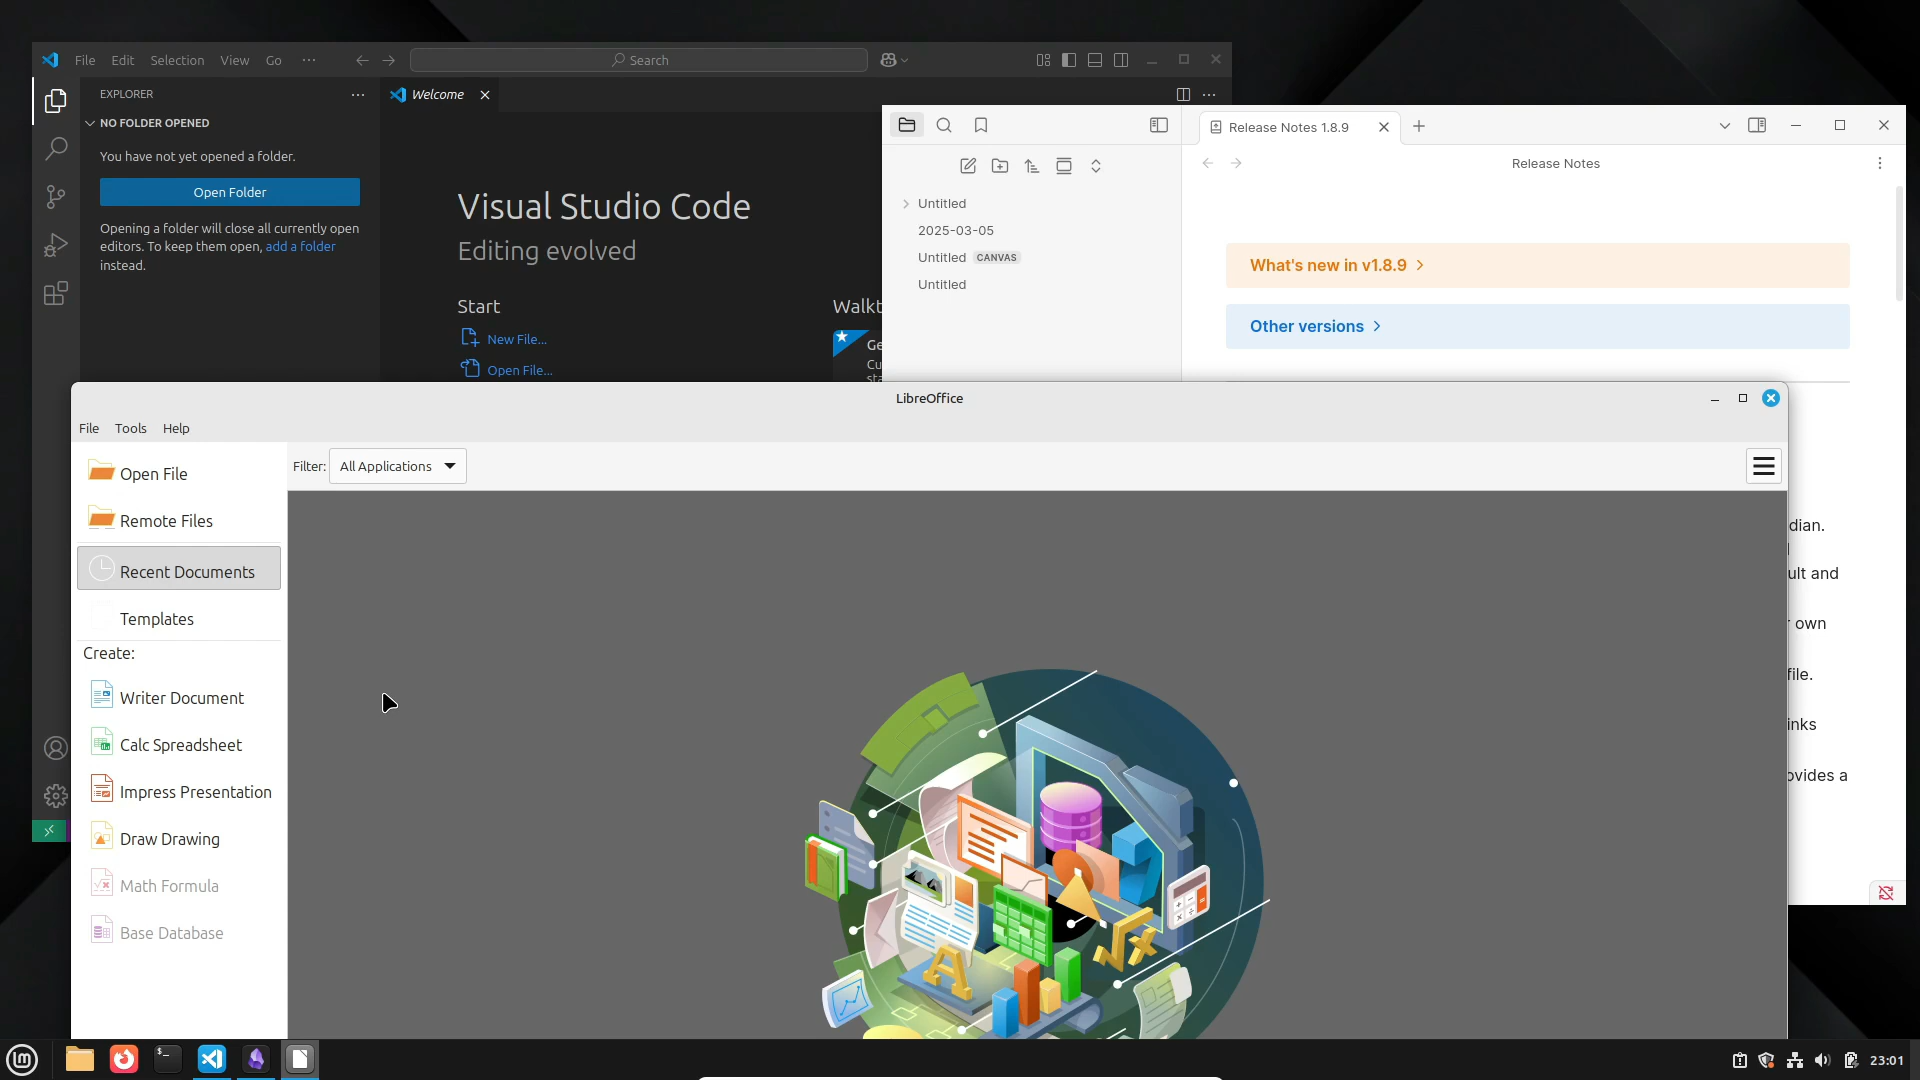 File Edit Selection View Go ···
Search
EXPLORER
NO FOLDER OPENED
You have not yet opened a folder.
Open Folder
Opening a folder will close all currently open
editors. To keep them open, add a folder
instead.
Welcome
Visual Studio Code
Editing evolved
Start
New File...
Open File...
Walkt
Ge
Cu
sta
Release Notes 1.8.9
Release Notes
Untitled
2025-03-05
Untitled CANVAS
Untitled
What's new in v1.8.9
Other versions
dian.
ult and
own
file.
inks
ovides a
LibreOffice
File Tools Help
Open File
Remote Files
Recent Documents
Templates
Create:
Writer Document
Calc Spreadsheet
Impress Presentation
Draw Drawing
Math Formula
Base Database
Filter: All Applications
23:01